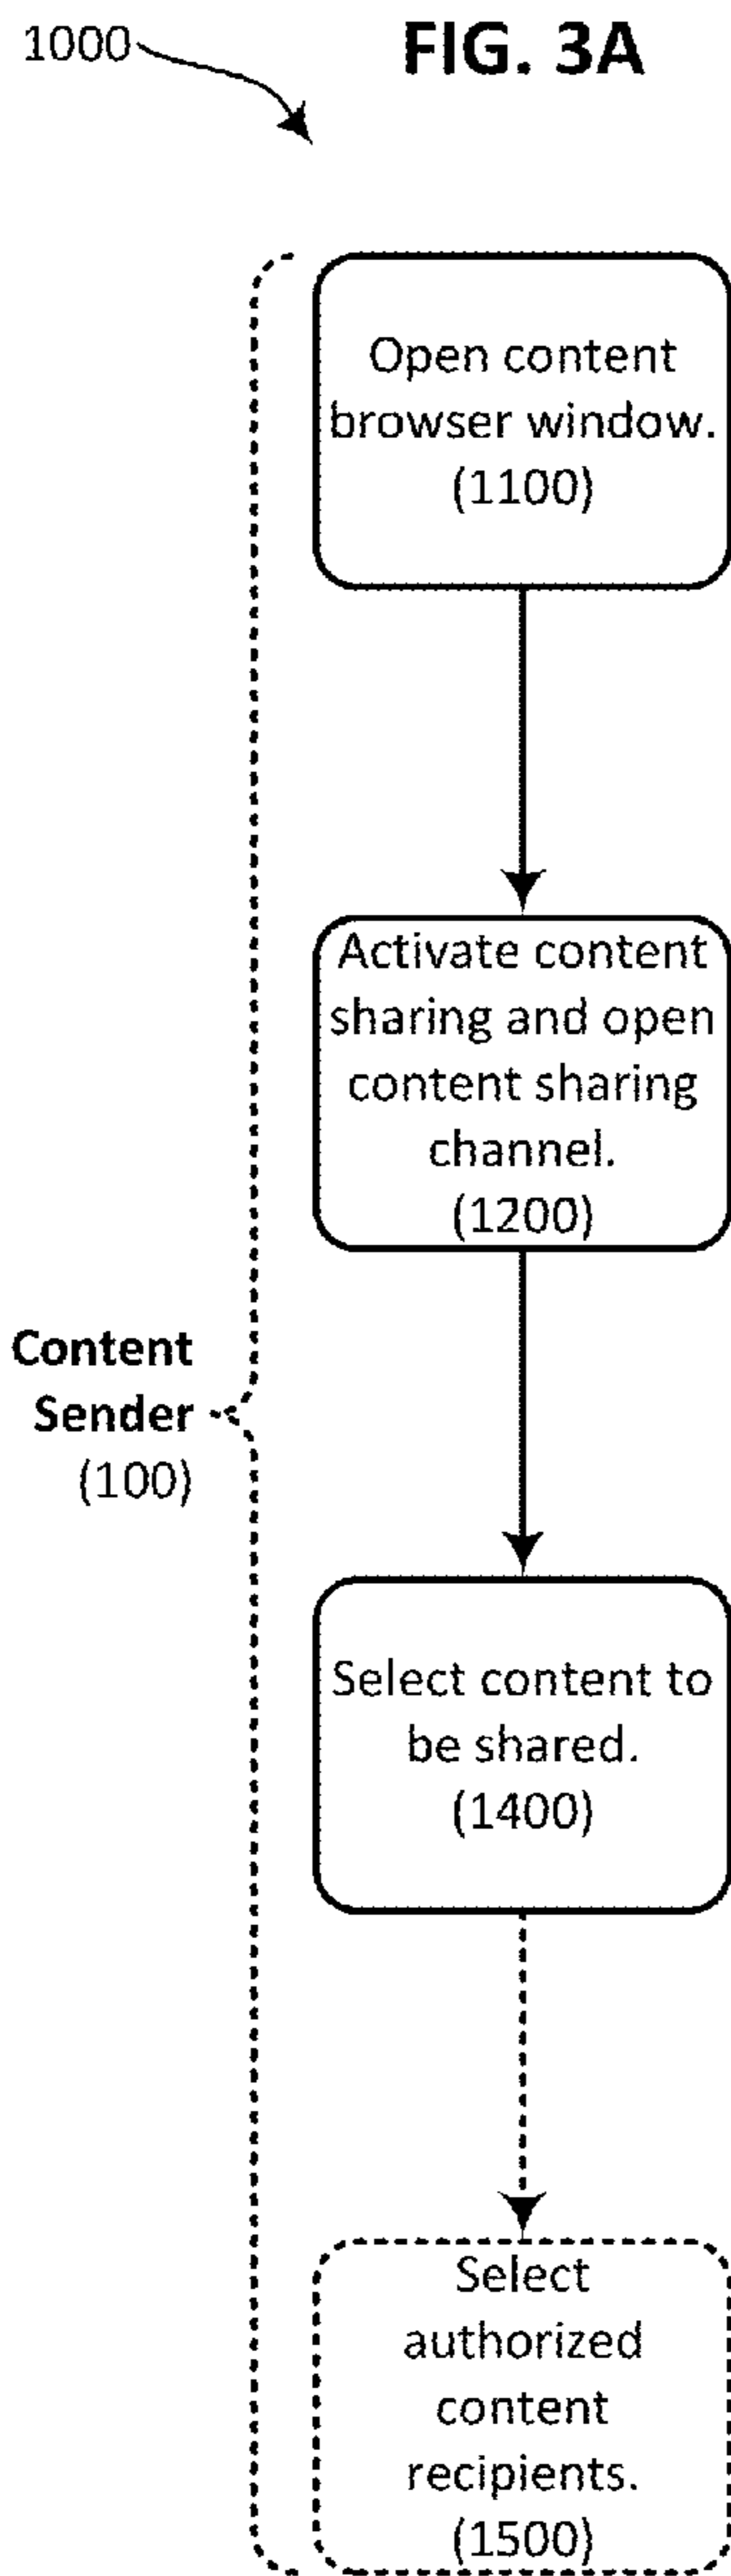 1000
FIG. 3A
Open content
browser window.
(1100)
Activate content
sharing and open
content sharing
channel.
(1200)
Content
Sender
(100)
Select content to
be shared.
(1400)
Select
authorized
content
recipients.
(1500)